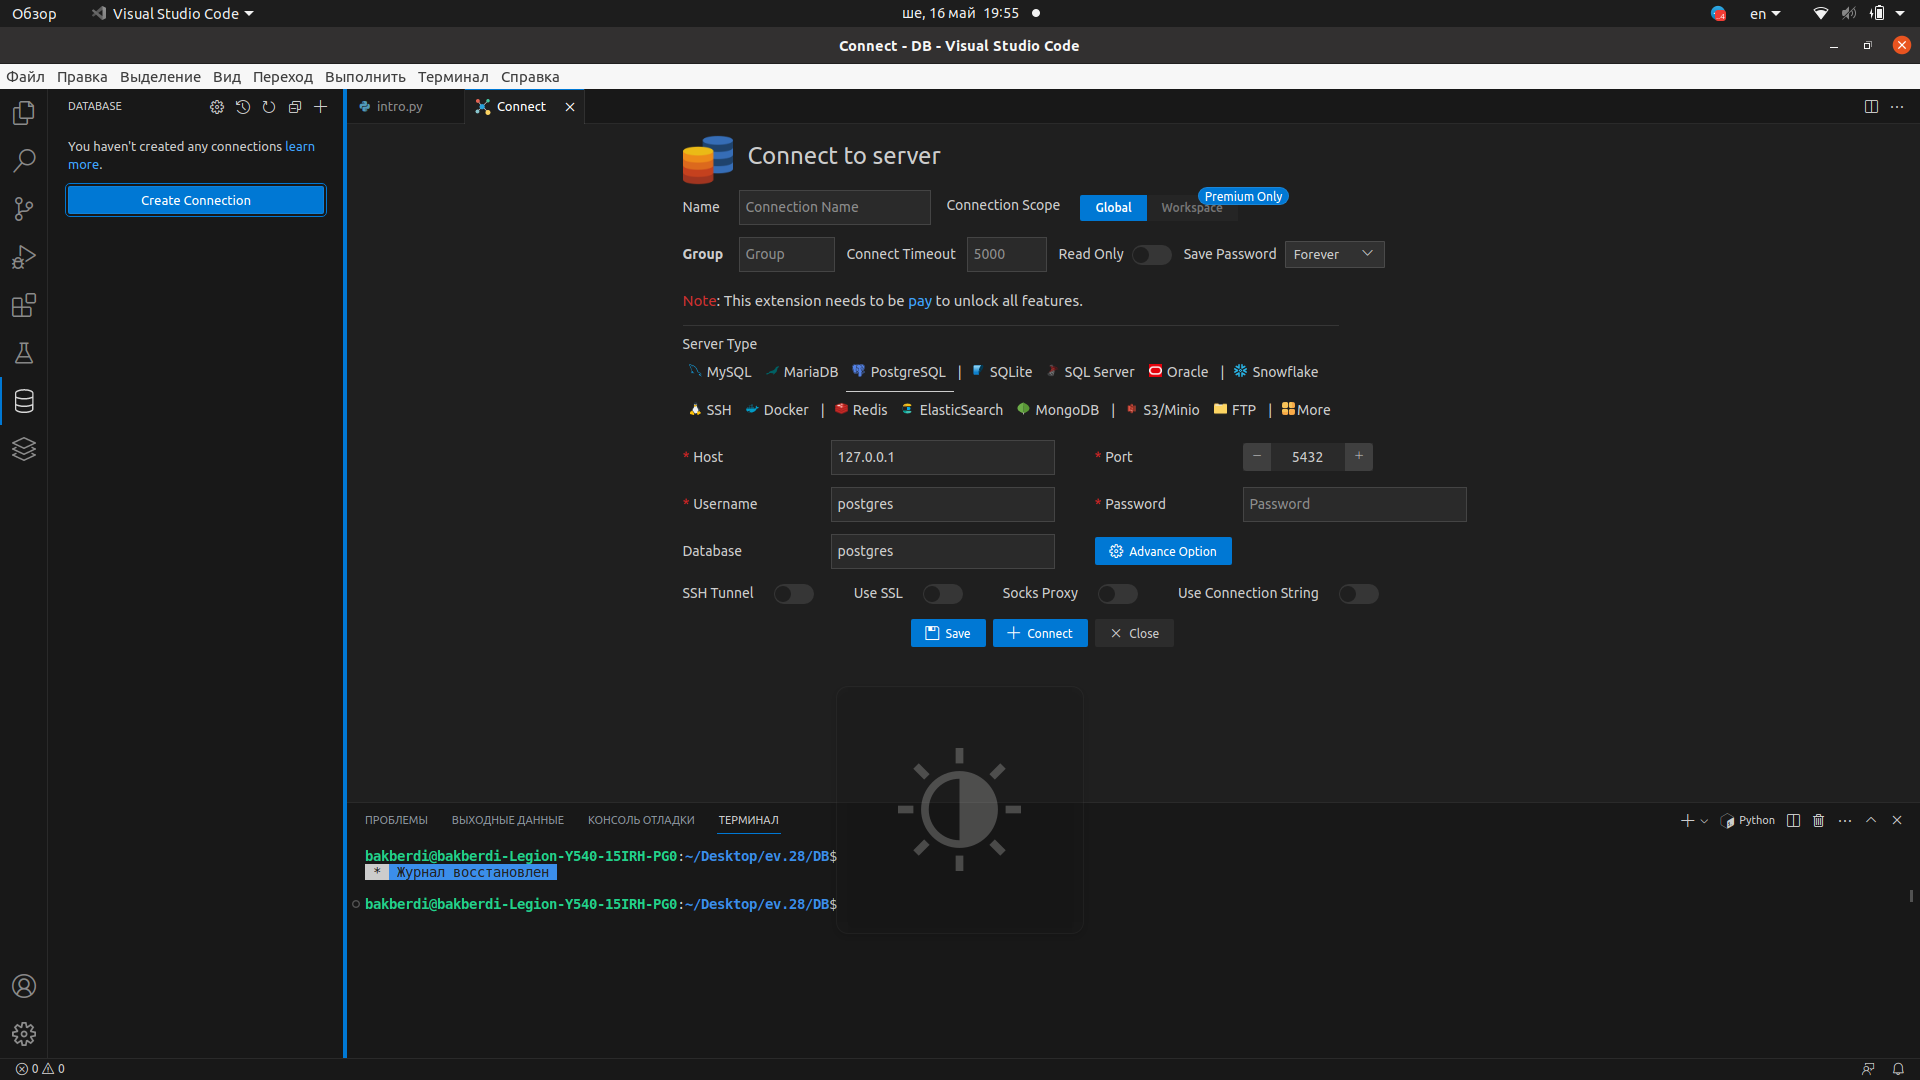 Обзор Visual Studio Code ше, 16 май 19:55 en
Connect - DB - Visual Studio Code
Файл Правка Выделение Вид Переход Выполнить Терминал Справка
DATABASE
You haven't created any connections learn
more.
Create Connection
intro.py Connect
Connect to server
Name Connection Name Connection Scope Global Workspace Premium Only
Group Group Connect Timeout 5000 Read Only Save Password Forever
Note: This extension needs to be pay to unlock all features.
Server Type
MySQL MariaDB PostgreSQL | SQLite SQL Server Oracle | Snowflake
SSH Docker | Redis ElasticSearch MongoDB | S3/Minio FTP | More
* Host 127.0.0.1 * Port − 5432 +
* Username postgres * Password Password
Database postgres Advance Option
SSH Tunnel Use SSL Socks Proxy Use Connection String
Save Connect Close
ПРОБЛЕМЫ ВЫХОДНЫЕ ДАННЫЕ КОНСОЛЬ ОТЛАДКИ ТЕРМИНАЛ Python
bakberdi@bakberdi-Legion-Y540-15IRH-PG0:~/Desktop/ev.28/DB$
* Журнал восстановлен
bakberdi@bakberdi-Legion-Y540-15IRH-PG0:~/Desktop/ev.28/DB$
0 0